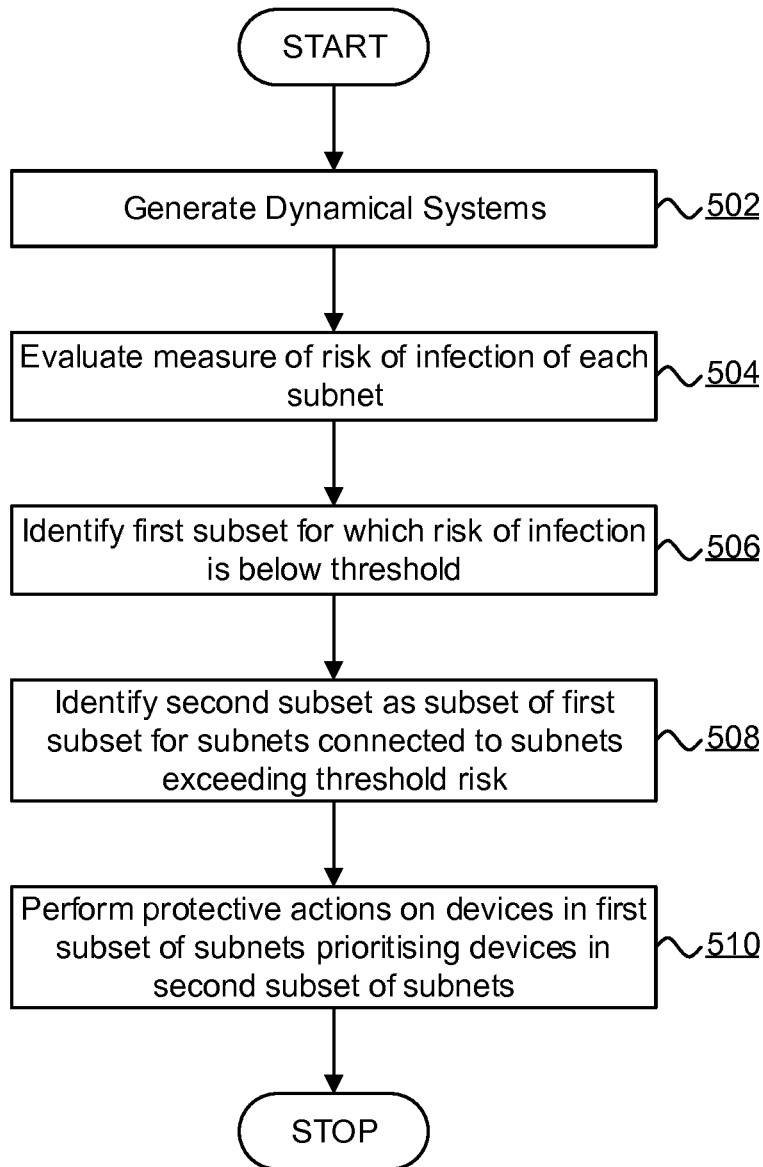 START
Generate Dynamical Systems
502
Evaluate measure of risk of infection of each
subnet
504
Identify first subset for which risk of infection
is below threshold
506
Identify second subset as subset of first
subset for subnets connected to subnets
exceeding threshold risk
508
Perform protective actions on devices in first
subset of subnets prioritising devices in
second subset of subnets
510
STOP